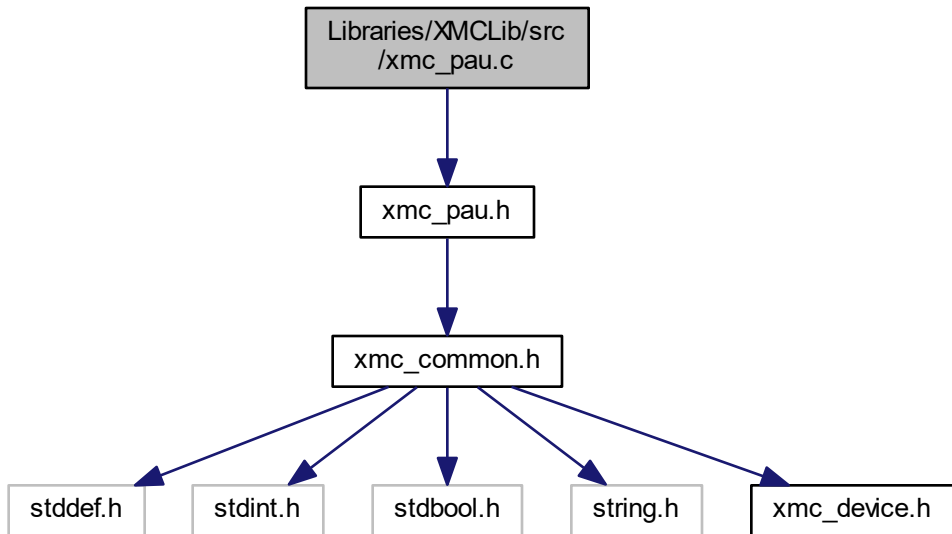 Libraries/XMCLib/src
/xmc_pau.c
xmc_pau.h
xmc_common.h
stddef.h
stdint.h
stdbool.h
string.h
xmc_device.h